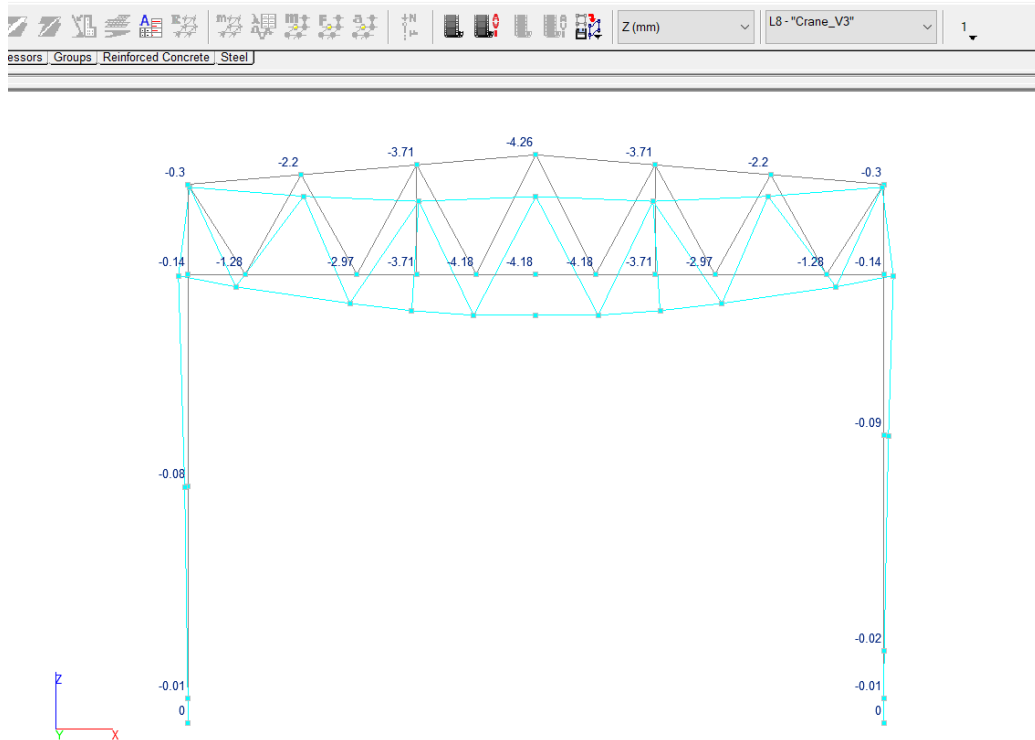 Z (mm)
L8 - "Crane_V3"
1
essors Groups Reinforced Concrete Steel
-4.26
-3.71 -3.71
-2.2 -2.2
-0.3 -0.3
-0.14 -1.28 -2.97 -3.71 -4.18 -4.18 -4.18 -3.71 -2.97 -1.28 -0.14
-0.09
-0.08
-0.02
-0.01 -0.01
0 0
Z
Y X